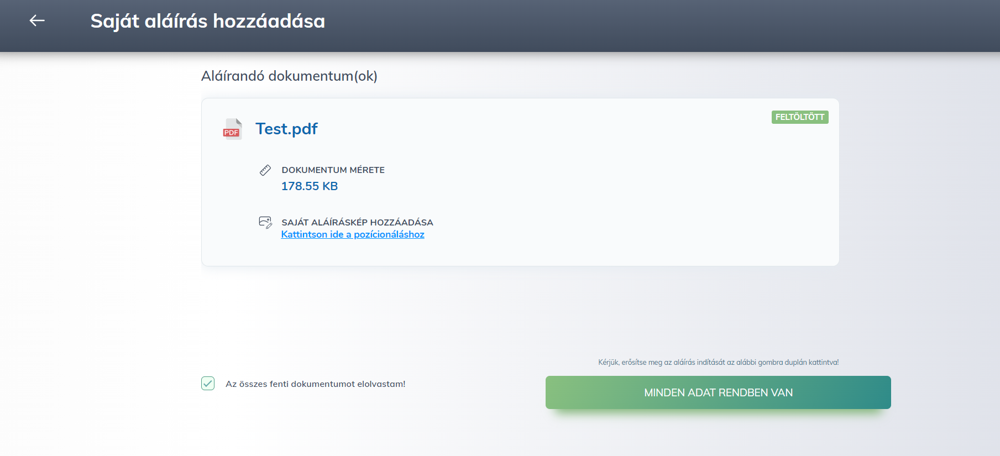 Saját aláírás hozzáadása
Aláírandó dokumentum(ok)
FELTÖLTÖTT
PDF
Test.pdf
DOKUMENTUM MÉRETE
178.55 KB
SAJÁT ALÁÍRÁSKÉP HOZZÁADÁSA
Kattintson ide a pozícionáláshoz
Kérjük, erősítse meg az aláírás indítását az alábbi gombra duplán kattintva!
Az összes fenti dokumentumot elolvastam!
MINDEN ADAT RENDBEN VAN